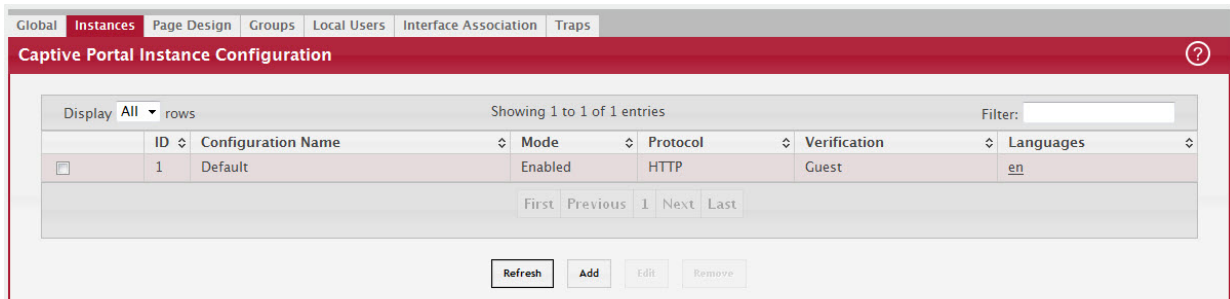 Global Instances Page Design Groups Local Users Interface Association Traps
Captive Portal Instance Configuration ?
Display All rows Showing 1 to 1 of 1 entries Filter:
ID Configuration Name Mode Protocol Verification Languages
1 Default Enabled HTTP Guest en
First Previous 1 Next Last
Refresh Add Edit Remove